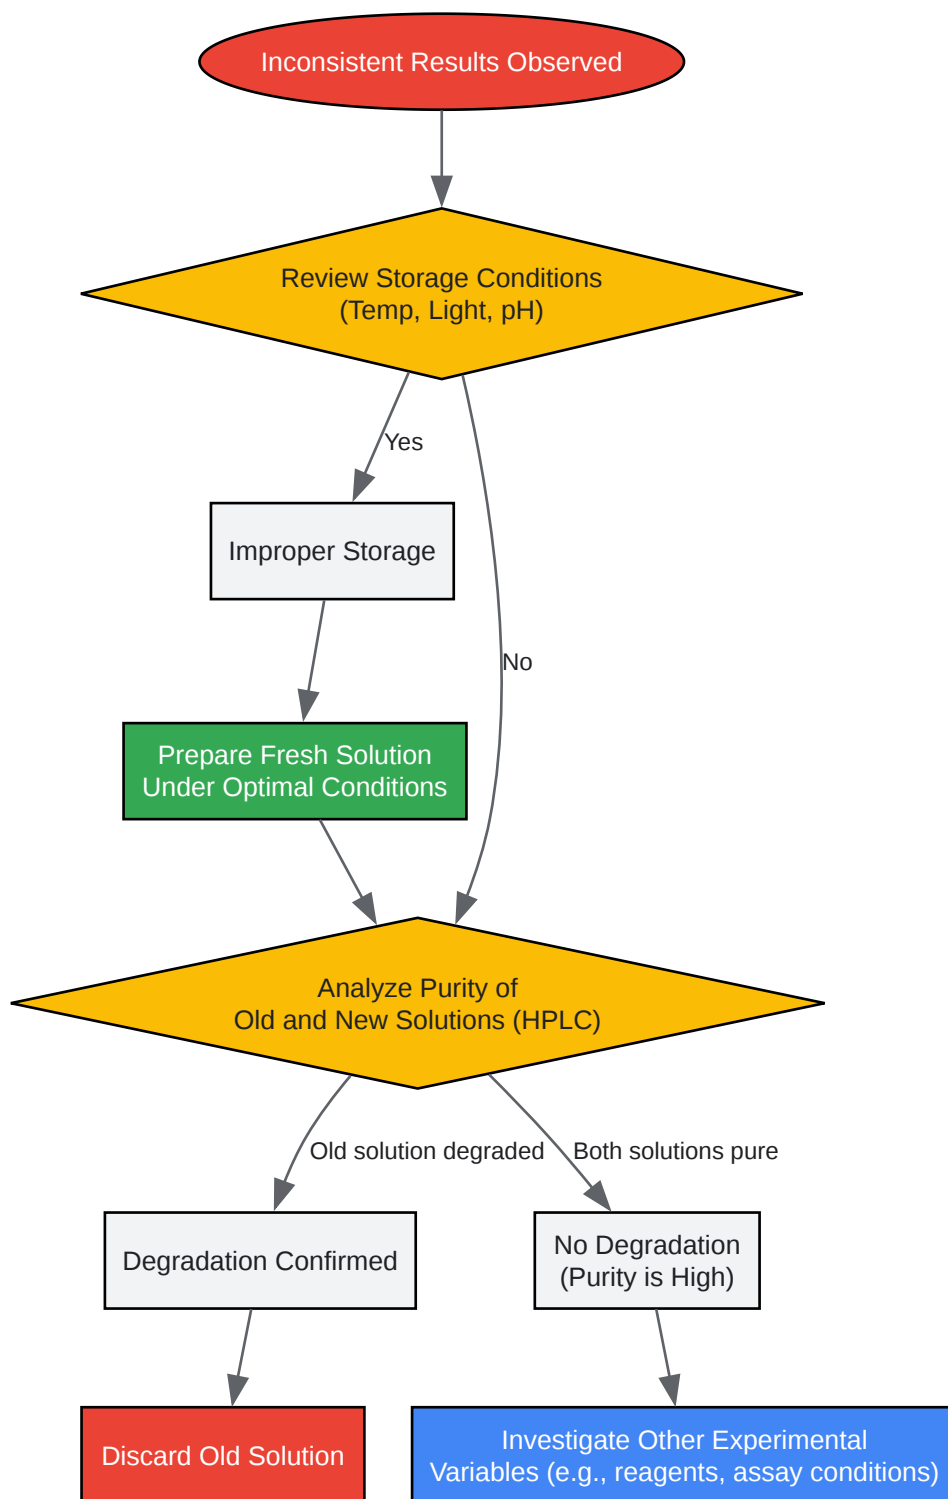 Inconsistent Results Observed
Review Storage Conditions
(Temp, Light, pH)
Yes
Improper Storage
No
Prepare Fresh Solution
Under Optimal Conditions
Analyze Purity of
Old and New Solutions (HPLC)
Old solution degraded
Both solutions pure
Degradation Confirmed
No Degradation
(Purity is High)
Discard Old Solution
Investigate Other Experimental
Variables (e.g., reagents, assay conditions)